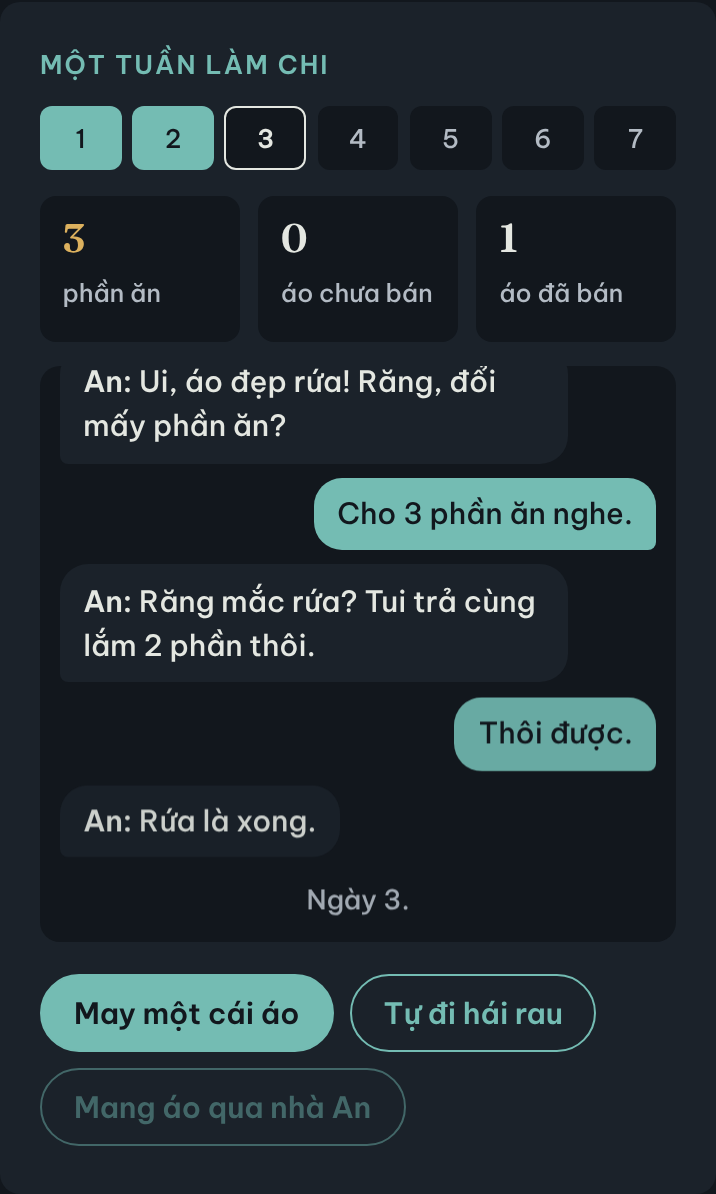 MỘT TUẦN LÀM CHI
1 2 3 4 5 6 7
3
phần ăn
0
áo chưa bán
1
áo đã bán
An: Ui, áo đẹp rứa! Răng, đổi
mấy phần ăn?
Cho 3 phần ăn nghe.
An: Răng mắc rứa? Tui trả cùng
lắm 2 phần thôi.
Thôi được.
An: Rứa là xong.
Ngày 3.
May một cái áo
Tự đi hái rau
Mang áo qua nhà An